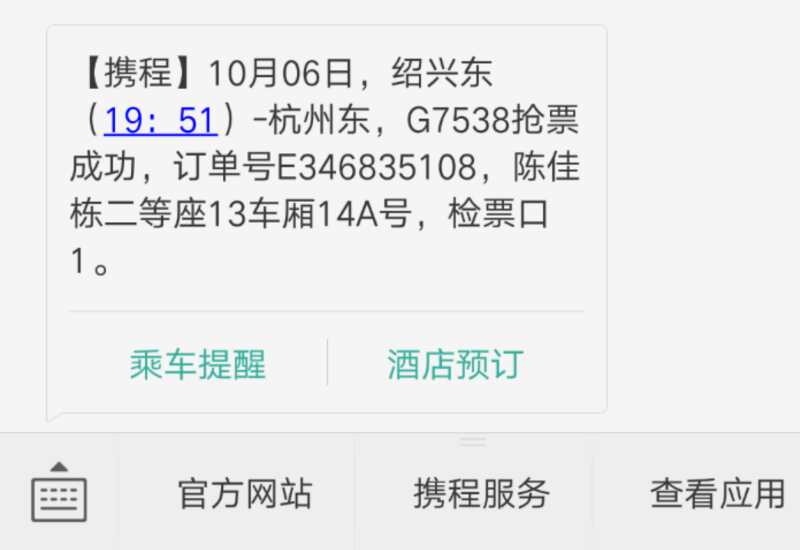 【携程】10月06日，绍兴东
（19：51）-杭州东，G7538抢票
成功，订单号E346835108，陈佳
栋二等座13车厢14A号，检票口
1。
乘车提醒
酒店预订
官方网站
携程服务
查看应用